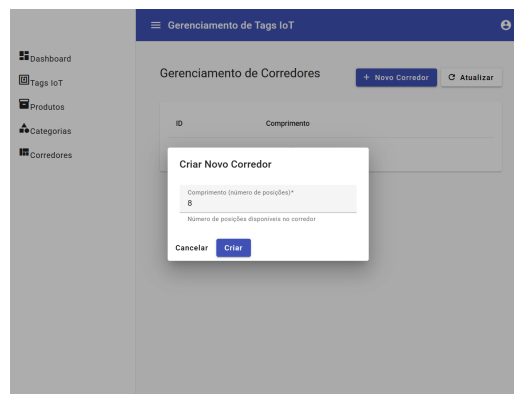 Gerenciamento de Tags IoT
Dashboard
Tags IoT
Produtos
Categorias
Corredores
Gerenciamento de Corredores
+ Novo Corredor
Atualizar
ID Comprimento
Criar Novo Corredor
Comprimento (número de posições)*
8
Número de posições disponíveis no corredor
Cancelar
Criar